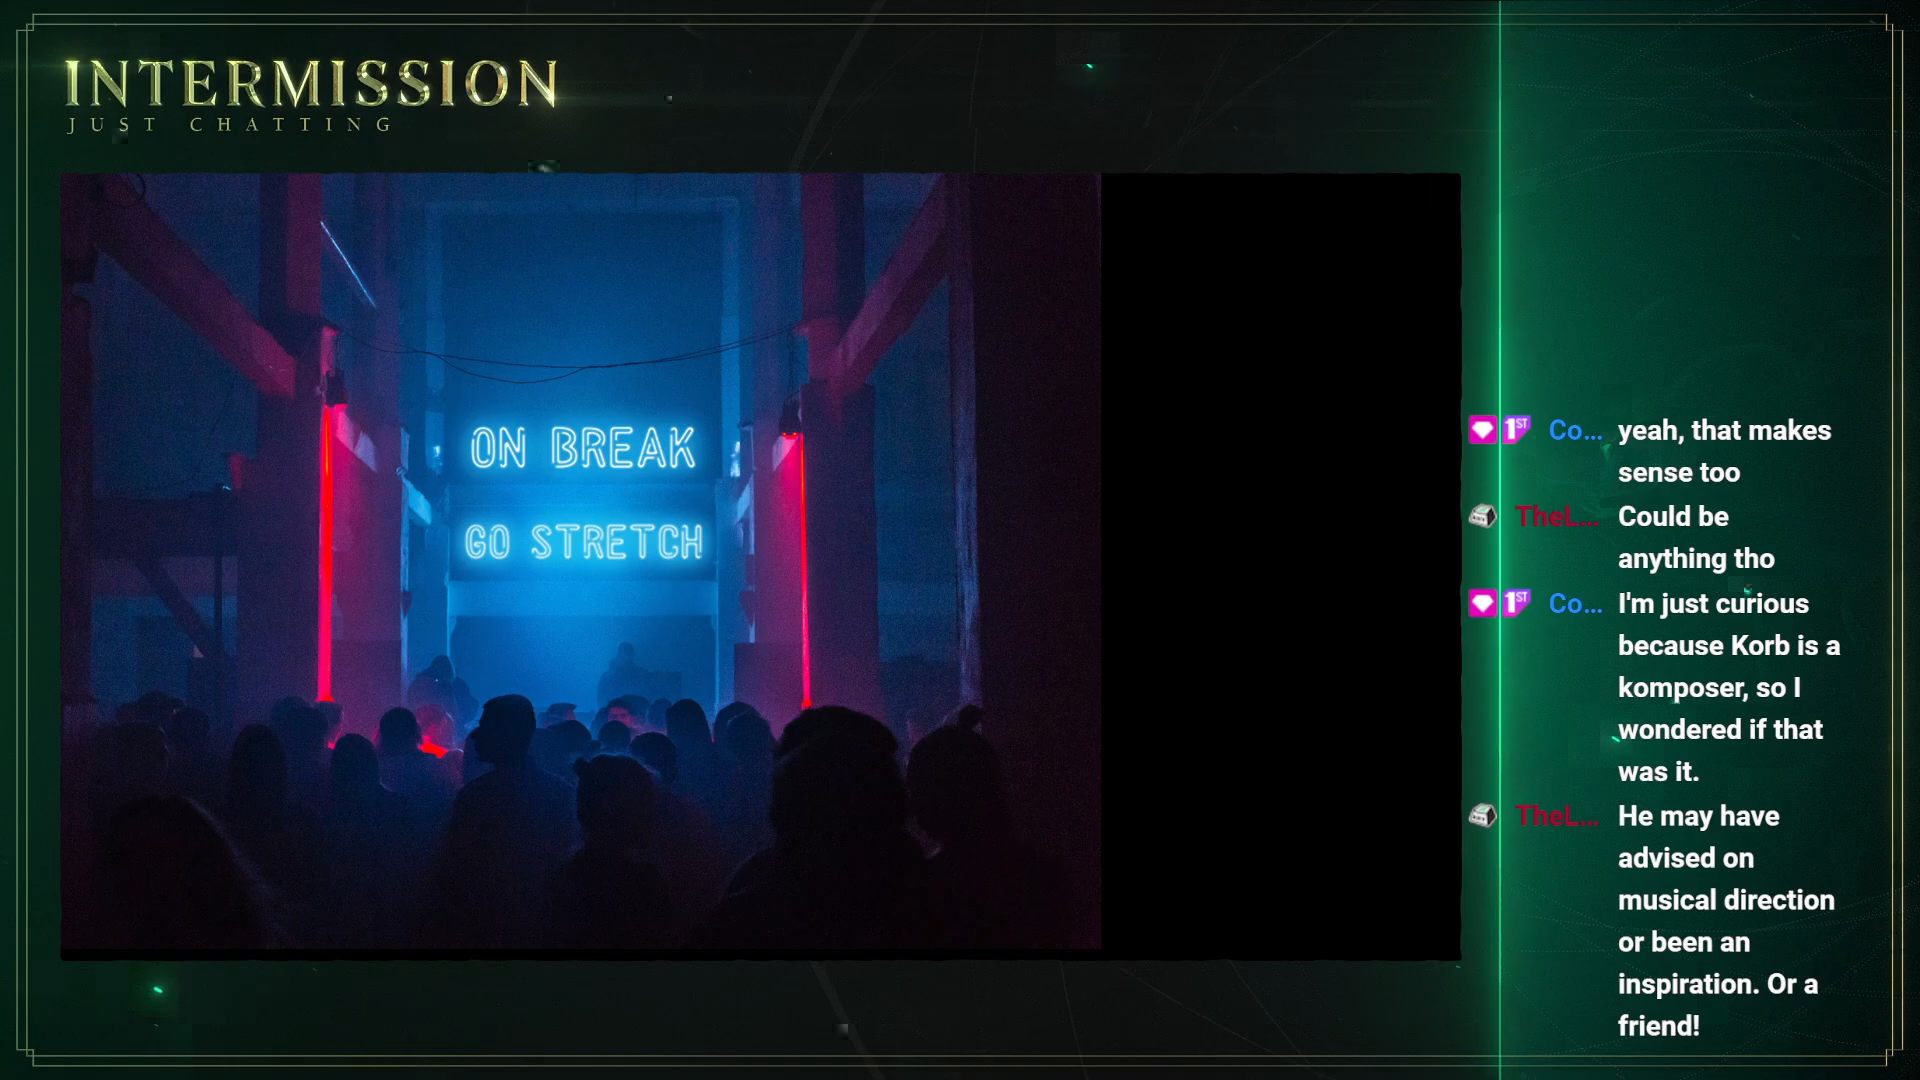 INTERMISSION
JUST CHATTING
ON BREAK
GO STRETCH
1ST Co... yeah, that makes
sense too
TheL... Could be
anything tho
1ST Co... I'm just curious
because Korb is a
komposer, so I
wondered if that
was it.
TheL... He may have
advised on
musical direction
or been an
inspiration. Or a
friend!